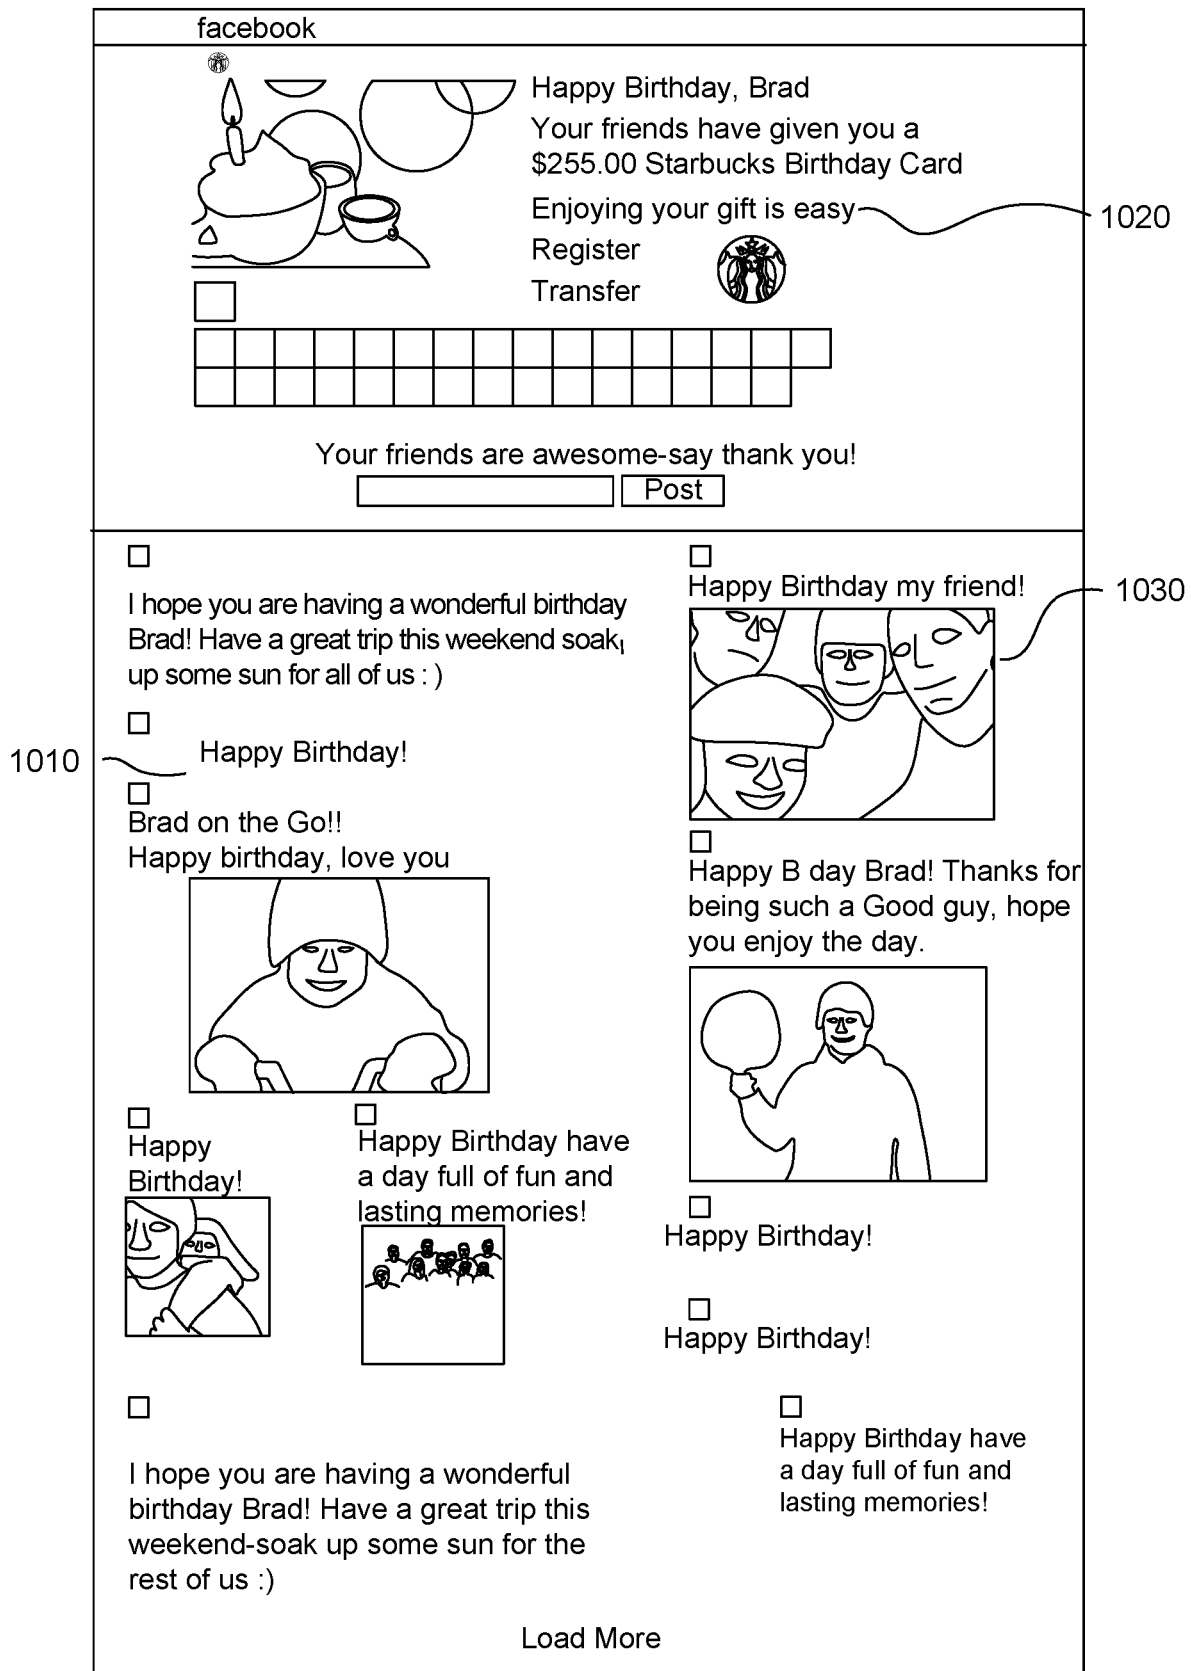 facebook
Happy Birthday, Brad
Your friends have given you a
$255.00 Starbucks Birthday Card
Enjoying your gift is easy
1020
Register
Transfer
Your friends are awesome-say thank you!
Post
I hope you are having a wonderful birthday
Brad! Have a great trip this weekend soak
up some sun for all of us : )
1010
Happy Birthday!
Brad on the Go!!
Happy birthday, love you
Happy
Birthday!
Happy Birthday have
a day full of fun and
lasting memories!
I hope you are having a wonderful
birthday Brad! Have a great trip this
weekend-soak up some sun for the
rest of us :)
Happy Birthday my friend!
1030
Happy B day Brad! Thanks for
being such a Good guy, hope
you enjoy the day.
Happy Birthday!
Happy Birthday!
Happy Birthday have
a day full of fun and
lasting memories!
Load More